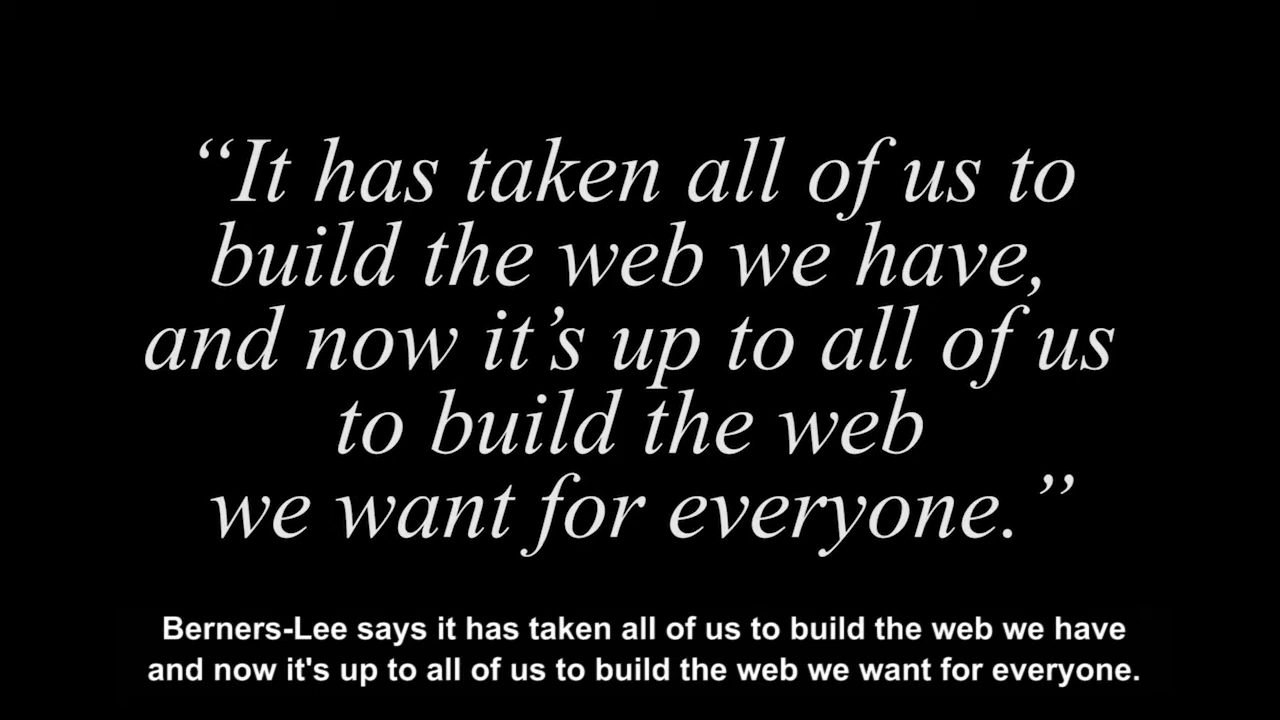 “It has taken all of us to
build the web we have,
and now it’s up to all of us
to build the web
we want for everyone.”
Berners-Lee says it has taken all of us to build the web we have
and now it's up to all of us to build the web we want for everyone.